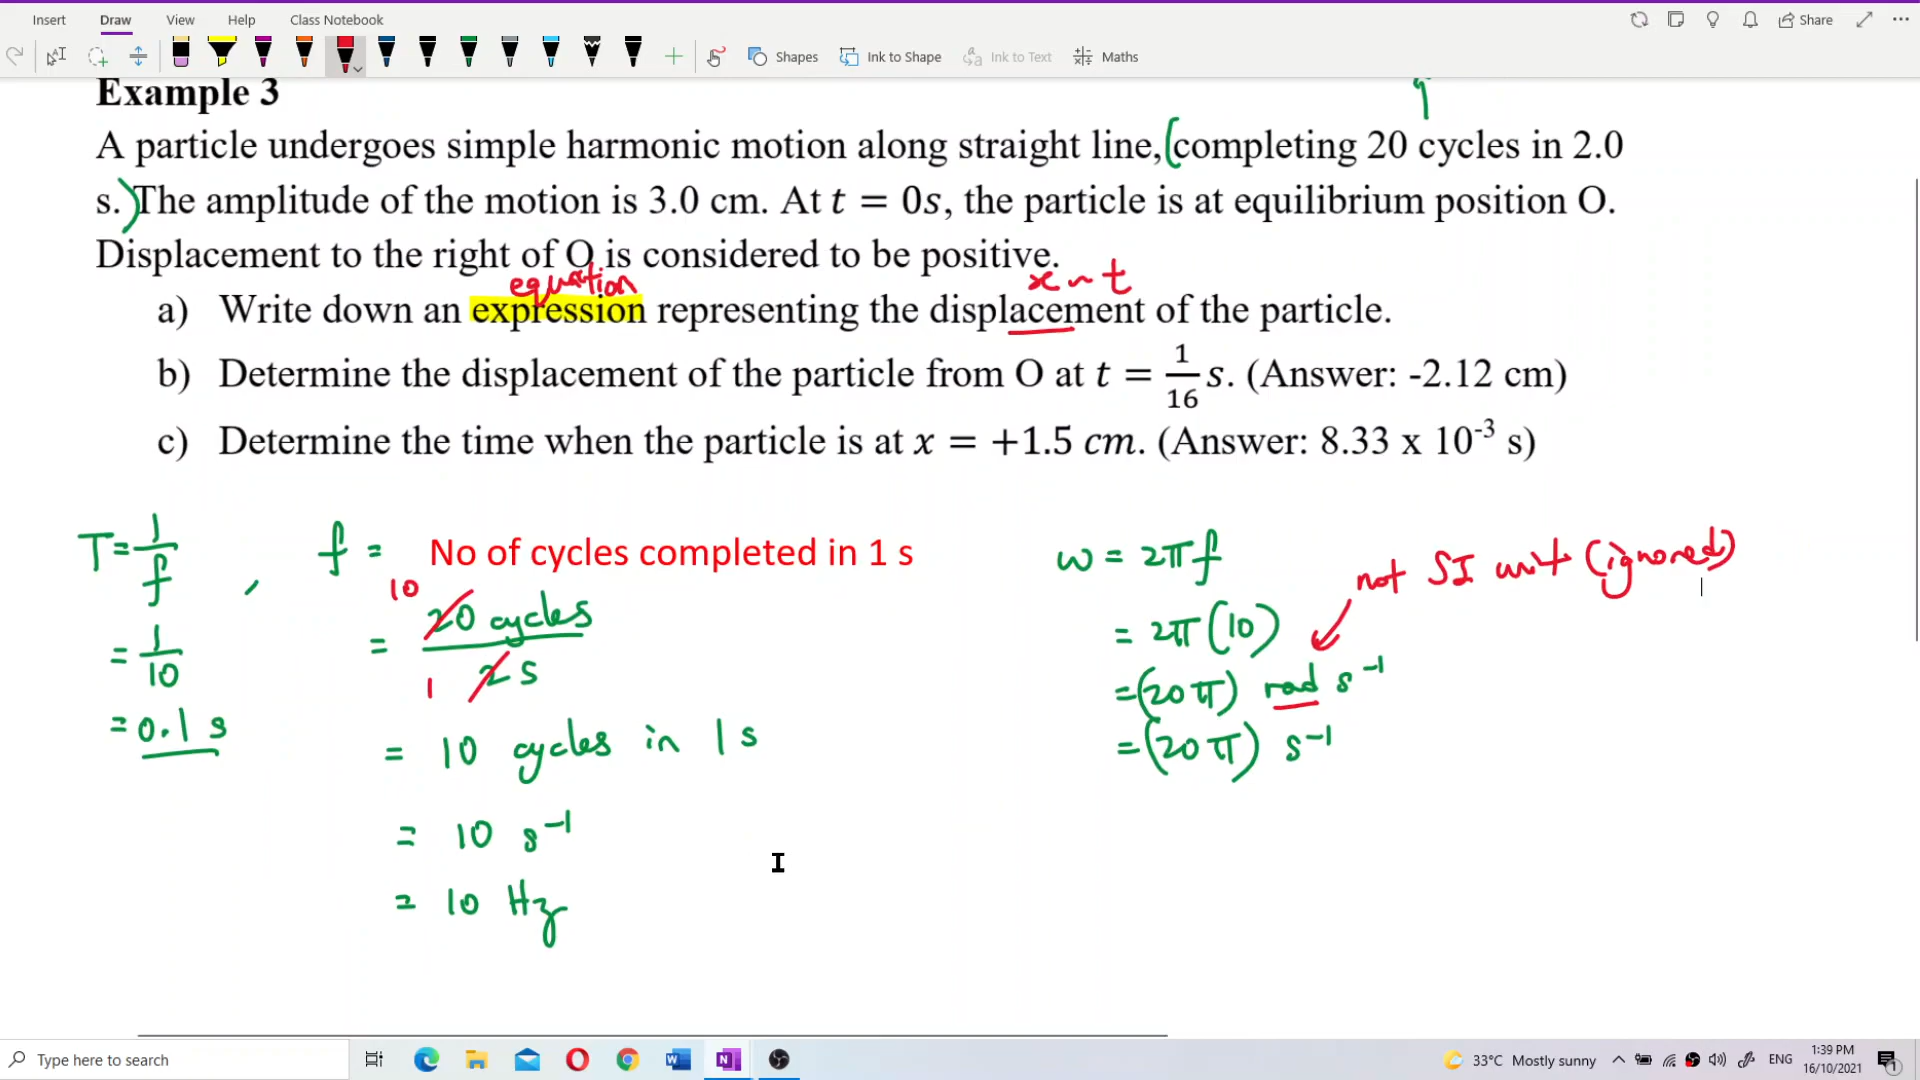 Insert Draw View Help Class Notebook Share
Shapes Ink to Shape Ink to Text Maths
Example 3
A particle undergoes simple harmonic motion along straight line, (completing 20 cycles in 2.0
s.) The amplitude of the motion is 3.0 cm. At t = 0s, the particle is at equilibrium position O.
Displacement to the right of O is considered to be positive.
equation x ~ t
a) Write down an expression representing the displacement of the particle.
b) Determine the displacement of the particle from O at t = 1/16 s. (Answer: -2.12 cm)
c) Determine the time when the particle is at x = +1.5 cm. (Answer: 8.33 x 10⁻³ s)
T = 1/f ,
= 1/10
= 0.1 s
f = No of cycles completed in 1 s
10
= 20 cycles
1 2 s
= 10 cycles in 1 s
= 10 s⁻¹
= 10 Hz
ω = 2πf
not SI unit (ignored)
= 2π(10)
= (20π) rad s⁻¹
= (20π) s⁻¹
Type here to search
33°C Mostly sunny ENG 1:39 PM
16/10/2021
1